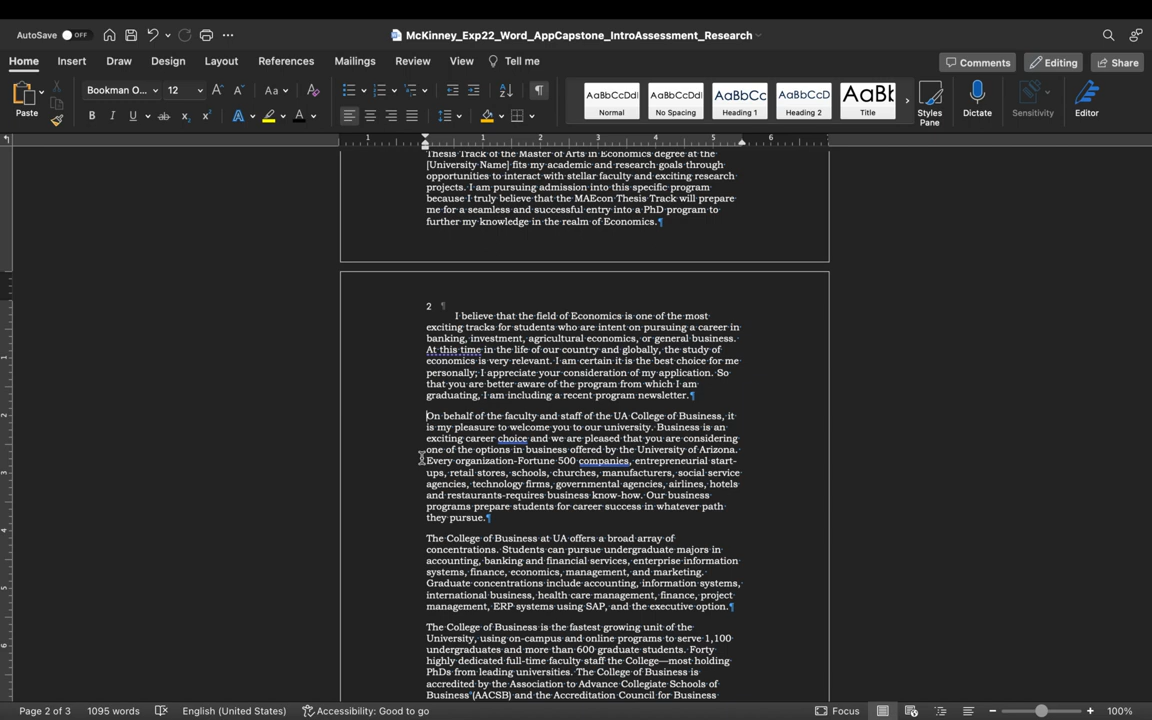 AutoSave OFF
McKinney_Exp22_Word_AppCapstone_IntroAssessment_Research
Home Insert Draw Design Layout References Mailings Review View Tell me
Comments Editing Share
Paste
Bookman O... 12
Normal No Spacing Heading 1 Heading 2 Title
Styles Pane
Dictate Sensitivity Editor
Thesis Track of the Master of Arts in Economics degree at the
[University Name] fits my academic and research goals through
opportunities to interact with stellar faculty and exciting research
projects. I am pursuing admission into this specific program
because I truly believe that the MAEcon Thesis Track will prepare
me for a seamless and successful entry into a PhD program to
further my knowledge in the realm of Economics.¶
2 ¶
I believe that the field of Economics is one of the most
exciting tracks for students who are intent on pursuing a career in
banking, investment, agricultural economics, or general business.
At this time in the life of our country and globally, the study of
economics is very relevant. I am certain it is the best choice for me
personally; I appreciate your consideration of my application. So
that you are better aware of the program from which I am
graduating, I am including a recent program newsletter.¶
On behalf of the faculty and staff of the UA College of Business, it
is my pleasure to welcome you to our university. Business is an
exciting career choice and we are pleased that you are considering
one of the options in business offered by the University of Arizona.
Every organization-Fortune 500 companies, entrepreneurial start-
ups, retail stores, schools, churches, manufacturers, social service
agencies, technology firms, governmental agencies, airlines, hotels
and restaurants-requires business know-how. Our business
programs prepare students for career success in whatever path
they pursue.¶
The College of Business at UA offers a broad array of
concentrations. Students can pursue undergraduate majors in
accounting, banking and financial services, enterprise information
systems, finance, economics, management, and marketing.
Graduate concentrations include accounting, information systems,
international business, health care management, finance, project
management, ERP systems using SAP, and the executive option.¶
The College of Business is the fastest growing unit of the
University, using on-campus and online programs to serve 1,100
undergraduates and more than 600 graduate students. Forty
highly dedicated full-time faculty staff the College—most holding
PhDs from leading universities. The College of Business is
accredited by the Association to Advance Collegiate Schools of
Business (AACSB) and the Accreditation Council for Business
Page 2 of 3 1095 words English (United States) Accessibility: Good to go Focus 100%